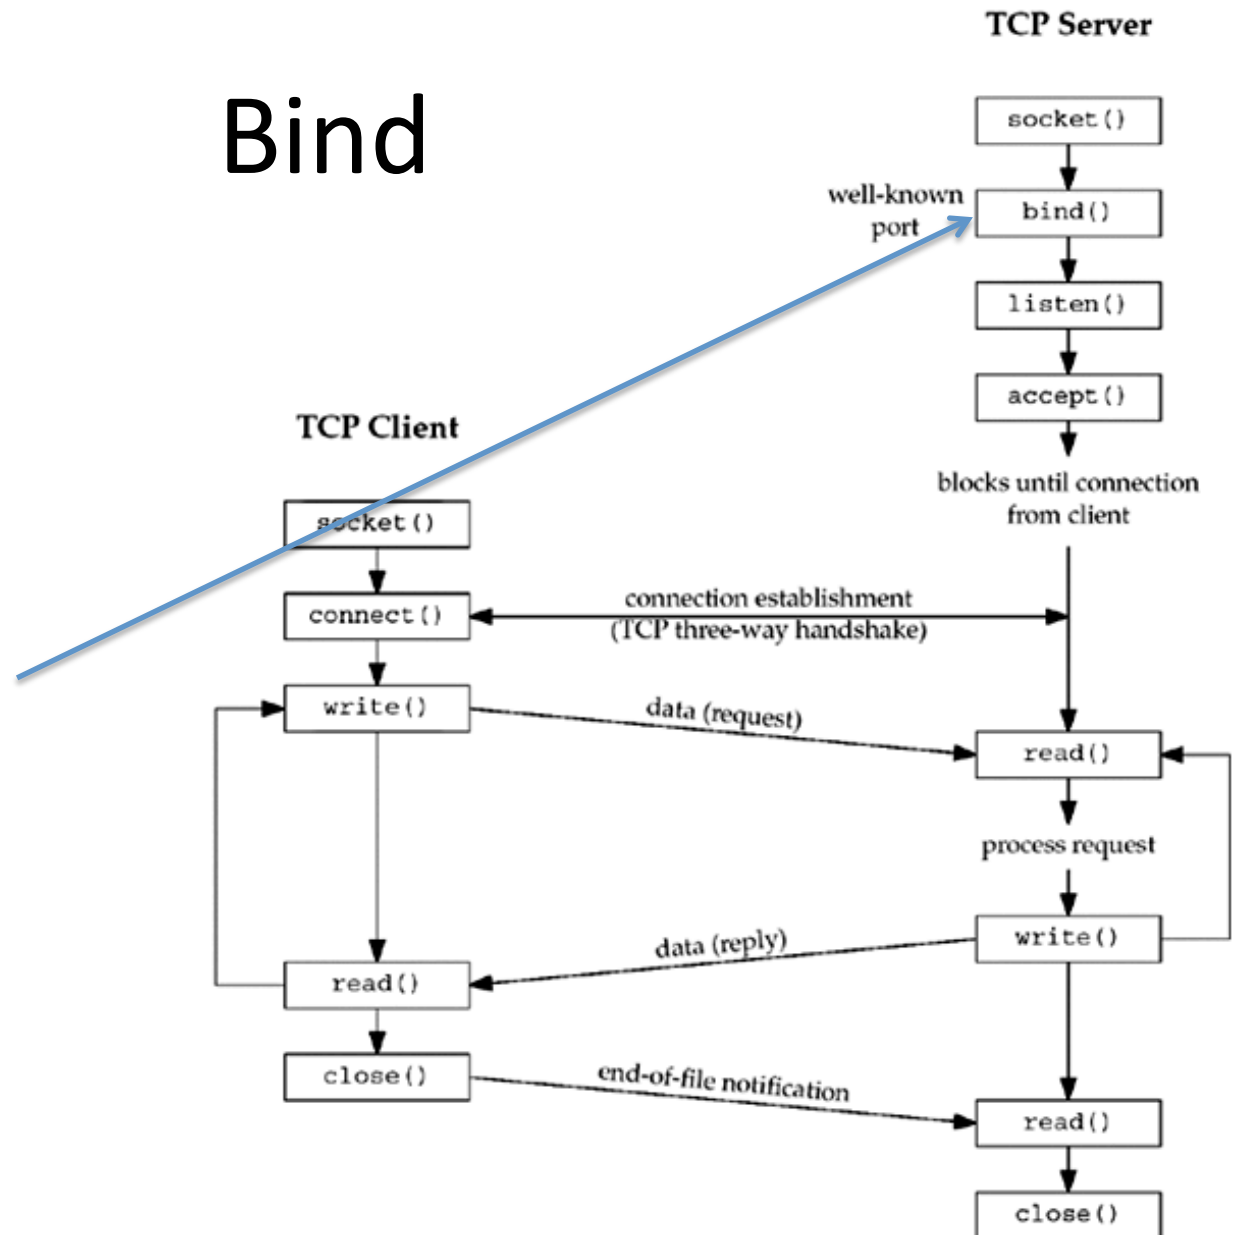 TCP Server
Bind
socket()
well-known
port
bind()
listen()
accept()
TCP Client
blocks until connection
from client
socket()
connection establishment
(TCP three-way handshake)
connect()
write()
data (request)
read()
process request
data (reply)
write()
read()
close()
end-of-file notification
read()
close()